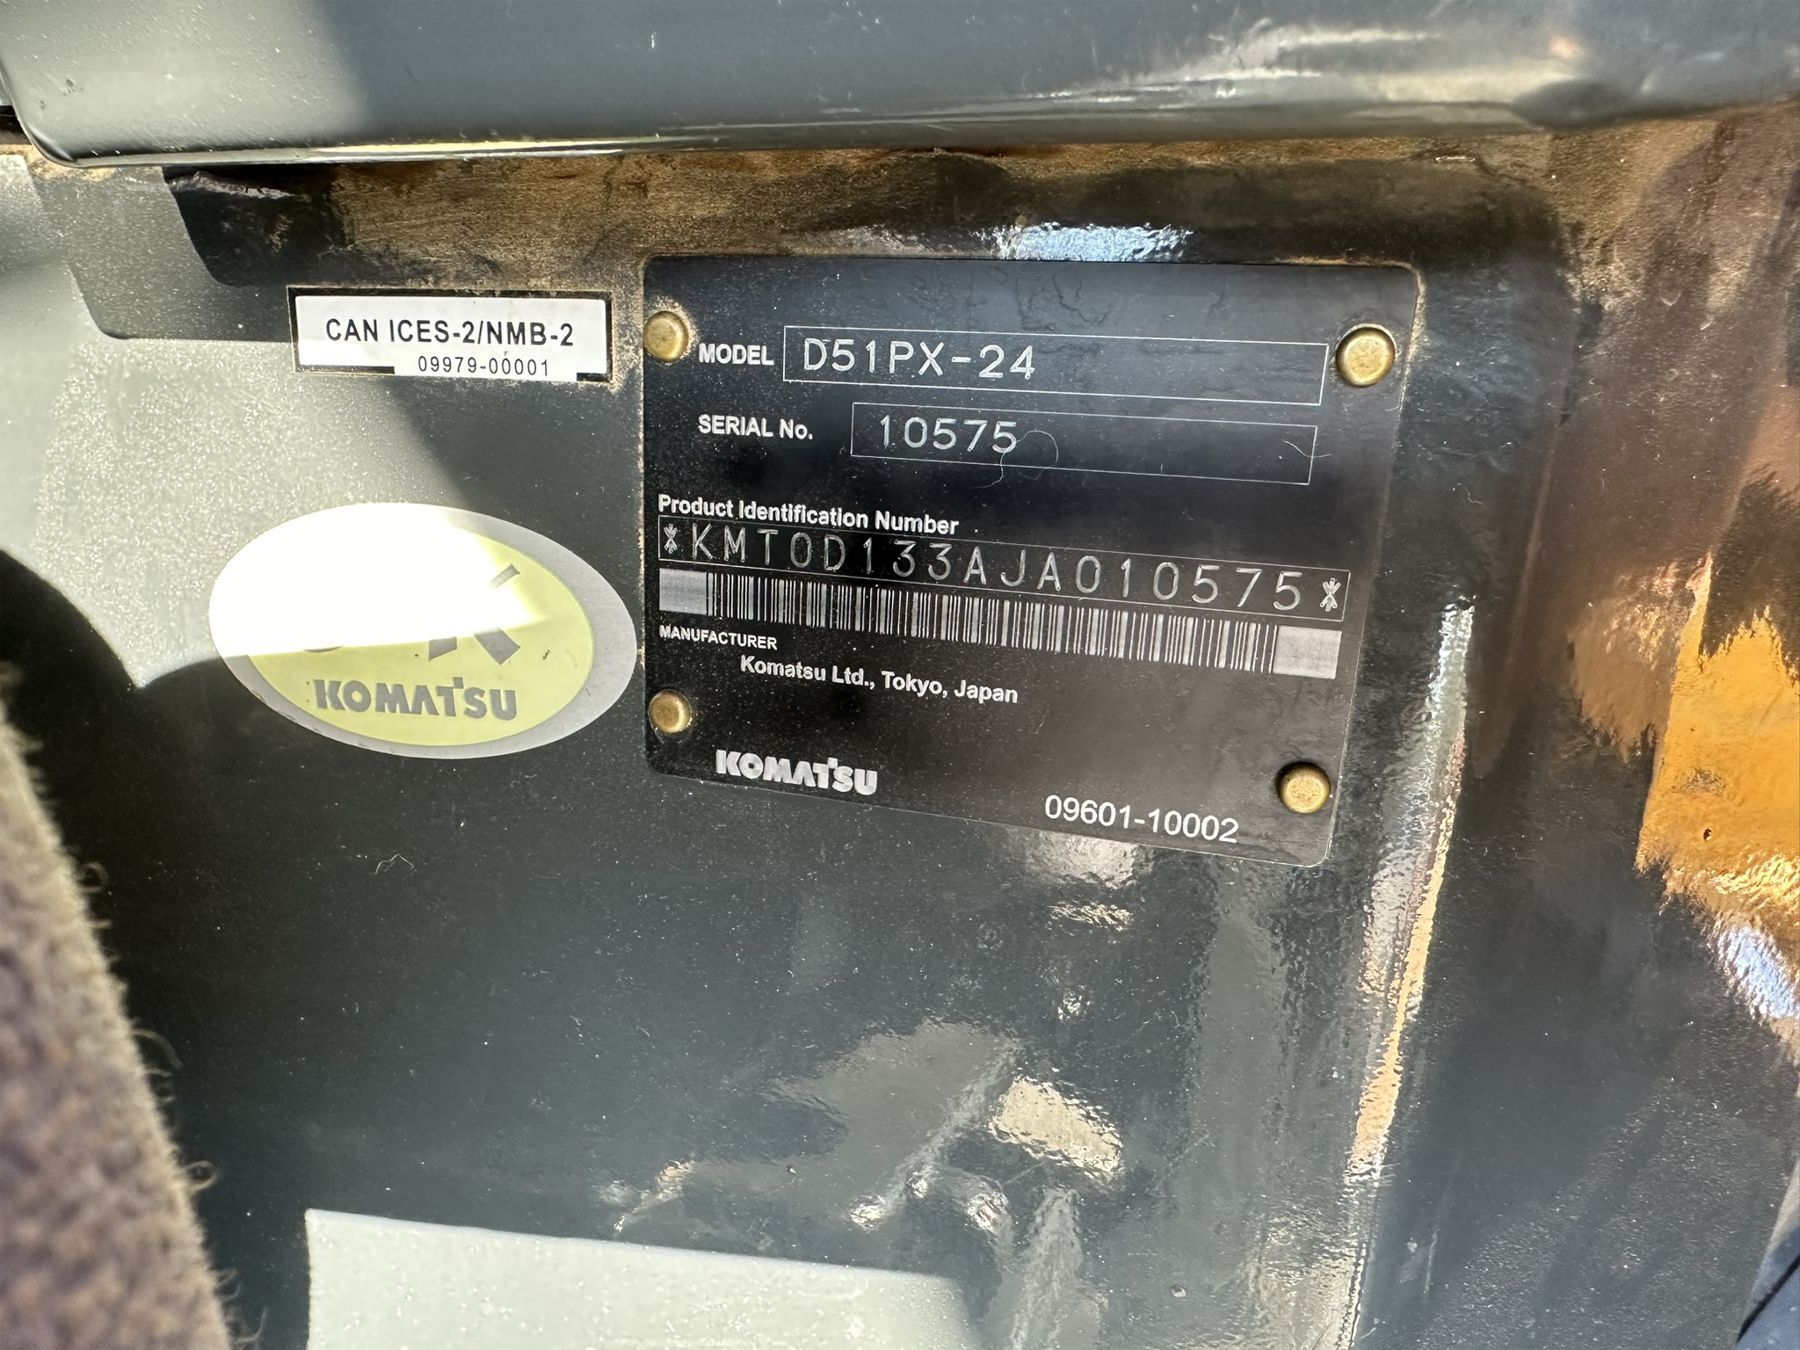 CAN ICES-2/NMB-2
09979-00001
MODEL D51PX-24
SERIAL No. 10575
Product Identification Number
*KMT0D133AJA010575*
MANUFACTURER
Komatsu Ltd., Tokyo, Japan
KOMATSU
09601-10002
KOMATSU